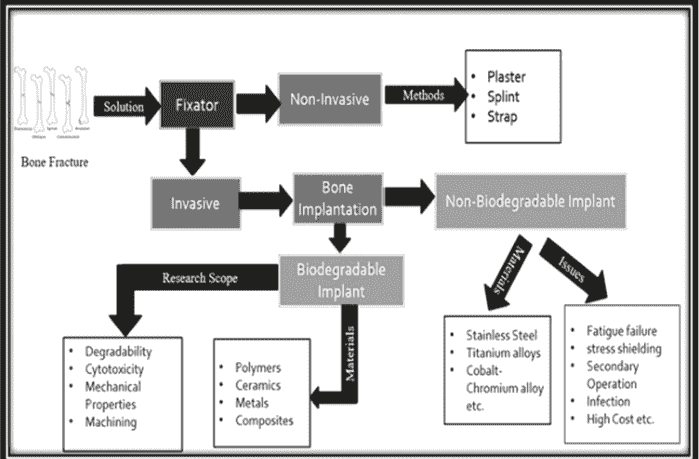 Solution
Fixator
Non-Invasive
Methods
• Plaster
• Splint
• Strap
Bone Fracture
Invasive
Bone
Implantation
Non-Biodegradable Implant
Research Scope
Biodegradable
Implant
Materials
Materials
Issues
• Degradability
• Cytotoxicity
• Mechanical
Properties
• Machining
• Polymers
• Ceramics
• Metals
• Composites
• Stainless Steel
• Titanium alloys
• Cobalt-
Chromium alloy
etc.
• Fatigue failure
• stress shielding
• Secondary
Operation
• Infection
• High Cost etc.